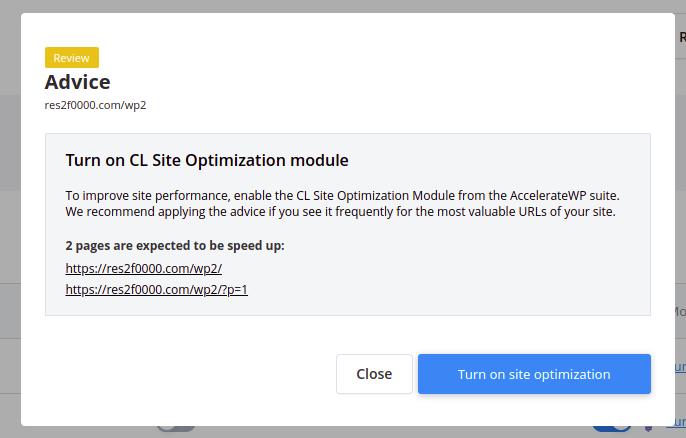 Review
Advice
res2f0000.com/wp2
Turn on CL Site Optimization module
To improve site performance, enable the CL Site Optimization Module from the AccelerateWP suite.
We recommend applying the advice if you see it frequently for the most valuable URLs of your site.
2 pages are expected to be speed up:
https://res2f0000.com/wp2/
https://res2f0000.com/wp2/?p=1
Close
Turn on site optimization